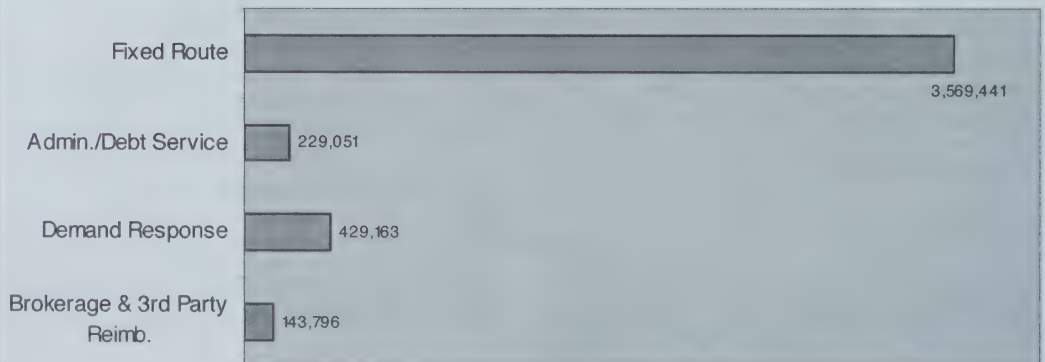 Fixed Route
3,569,441
Admin./Debt Service
229,051
Demand Response
429,163
Brokerage & 3rd Party
Reimb.
143,796